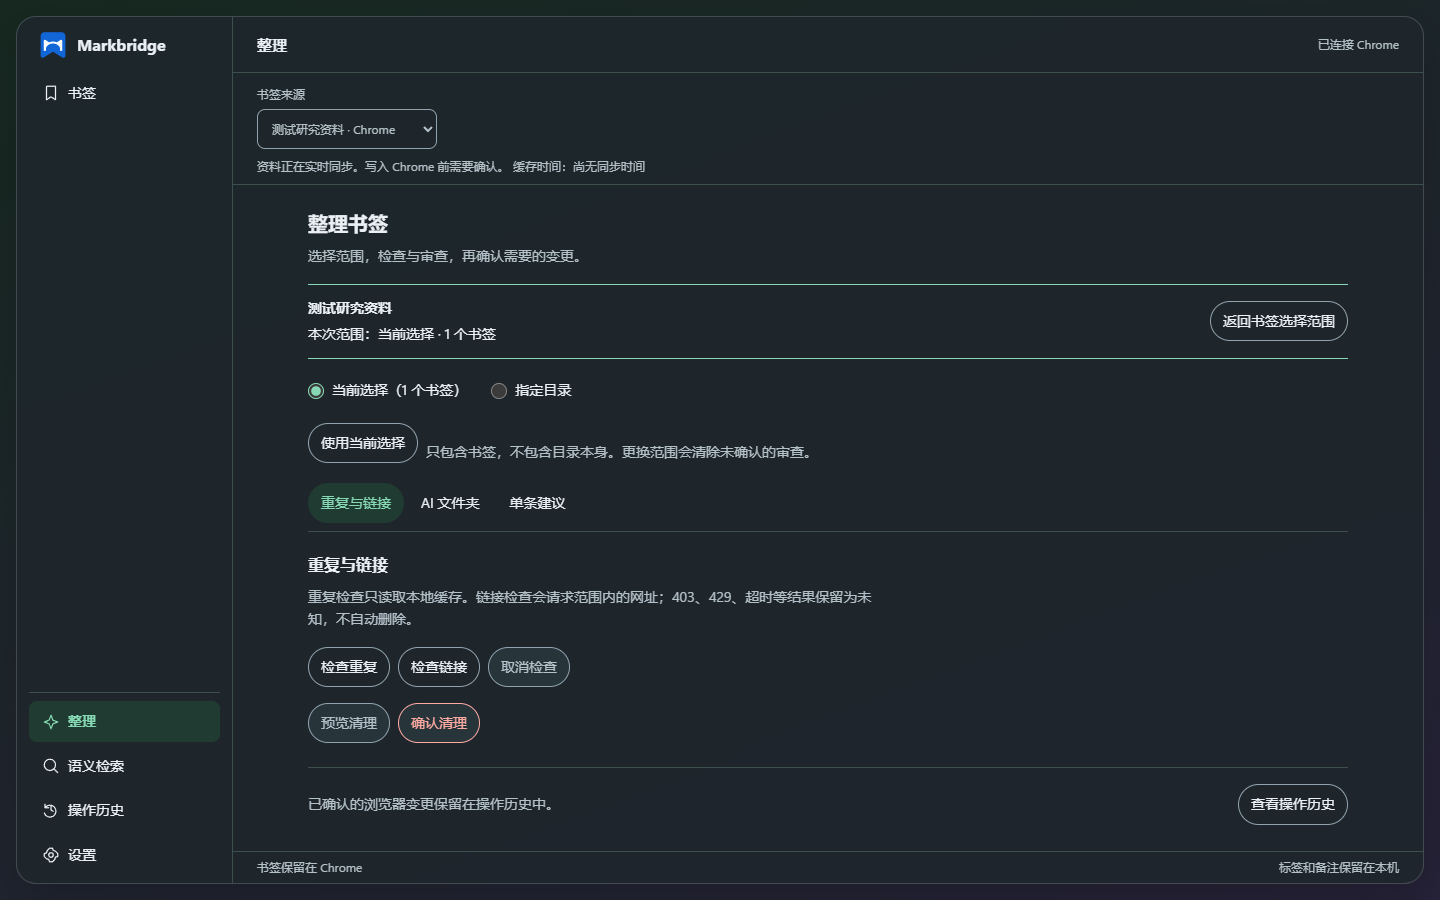 Markbridge
书签
整理
语义检索
操作历史
设置
整理
已连接 Chrome
书签来源
测试研究资料 · Chrome
资料正在实时同步。写入 Chrome 前需要确认。 缓存时间：尚无同步时间
整理书签
选择范围，检查与审查，再确认需要的变更。
测试研究资料
本次范围：当前选择 · 1 个书签
返回书签选择范围
当前选择（1 个书签）
指定目录
使用当前选择
只包含书签，不包含目录本身。更换范围会清除未确认的审查。
重复与链接
AI 文件夹
单条建议
重复与链接
重复检查只读取本地缓存。链接检查会请求范围内的网址；403、429、超时等结果保留为未
知，不自动删除。
检查重复
检查链接
取消检查
预览清理
确认清理
已确认的浏览器变更保留在操作历史中。
查看操作历史
书签保留在 Chrome
标签和备注保留在本机